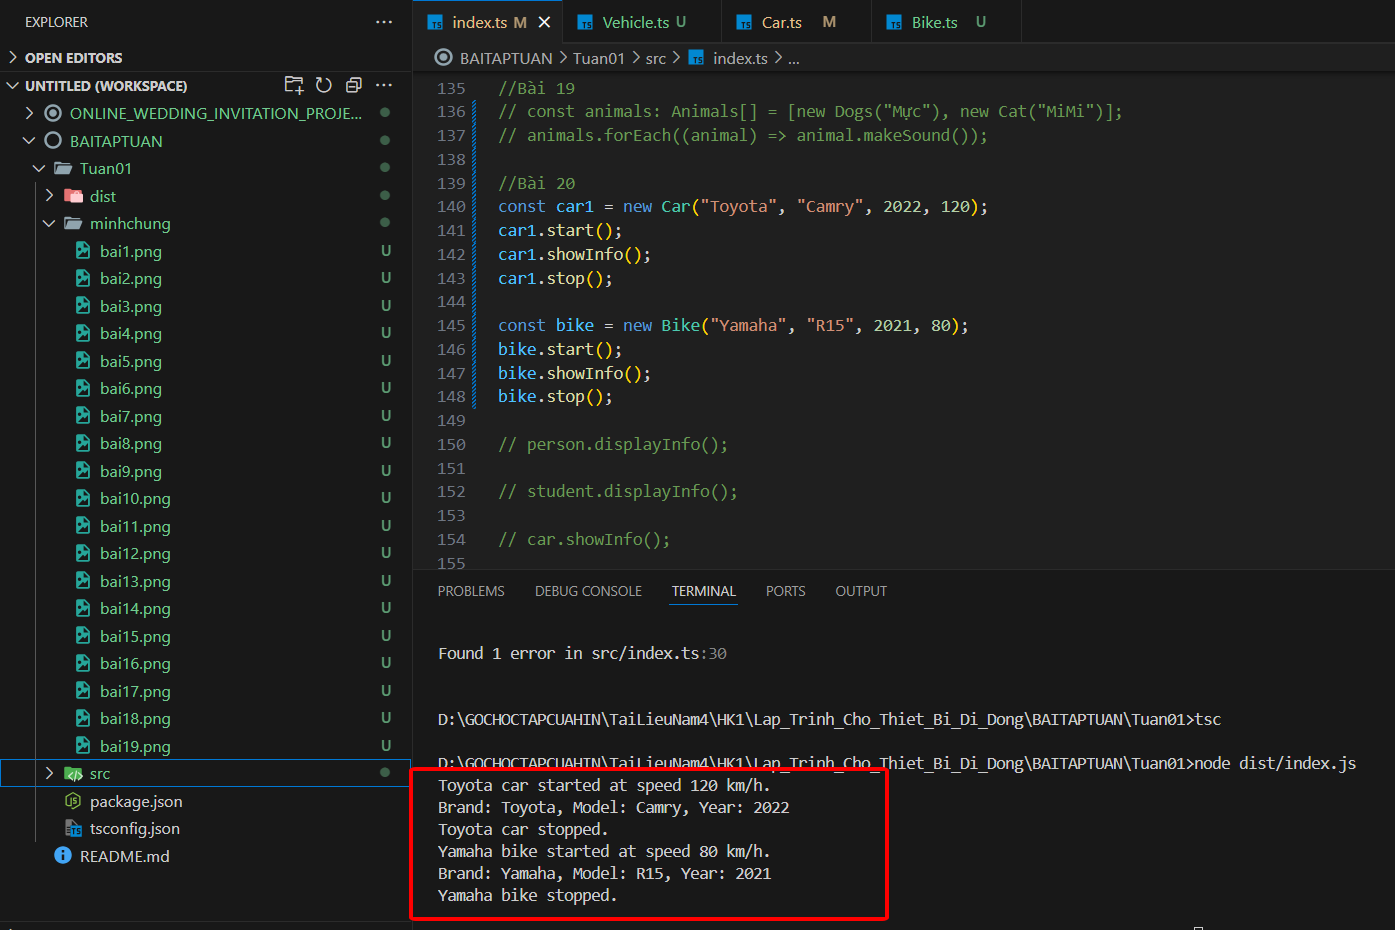 EXPLORER
OPEN EDITORS
UNTITLED (WORKSPACE)
ONLINE_WEDDING_INVITATION_PROJE...
BAITAPTUAN
Tuan01
dist
minhchung
bai1.png U
bai2.png U
bai3.png U
bai4.png U
bai5.png U
bai6.png U
bai7.png U
bai8.png U
bai9.png U
bai10.png U
bai11.png U
bai12.png U
bai13.png U
bai14.png U
bai15.png U
bai16.png U
bai17.png U
bai18.png U
bai19.png U
src
package.json
tsconfig.json
README.md
index.ts M Vehicle.ts U Car.ts M Bike.ts U
BAITAPTUAN > Tuan01 > src > index.ts > ...
135 //Bài 19
136 // const animals: Animals[] = [new Dogs("Mực"), new Cat("MiMi")];
137 // animals.forEach((animal) => animal.makeSound());
138
139 //Bài 20
140 const car1 = new Car("Toyota", "Camry", 2022, 120);
141 car1.start();
142 car1.showInfo();
143 car1.stop();
144
145 const bike = new Bike("Yamaha", "R15", 2021, 80);
146 bike.start();
147 bike.showInfo();
148 bike.stop();
149
150 // person.displayInfo();
151
152 // student.displayInfo();
153
154 // car.showInfo();
155
PROBLEMS DEBUG CONSOLE TERMINAL PORTS OUTPUT
Found 1 error in src/index.ts:30
D:\GOCHOCTAPCUAHIN\TaiLieuNam4\HK1\Lap_Trinh_Cho_Thiet_Bi_Di_Dong\BAITAPTUAN\Tuan01>tsc
D:\GOCHOCTAPCUAHIN\TaiLieuNam4\HK1\Lap_Trinh_Cho_Thiet_Bi_Di_Dong\BAITAPTUAN\Tuan01>node dist/index.js
Toyota car started at speed 120 km/h.
Brand: Toyota, Model: Camry, Year: 2022
Toyota car stopped.
Yamaha bike started at speed 80 km/h.
Brand: Yamaha, Model: R15, Year: 2021
Yamaha bike stopped.